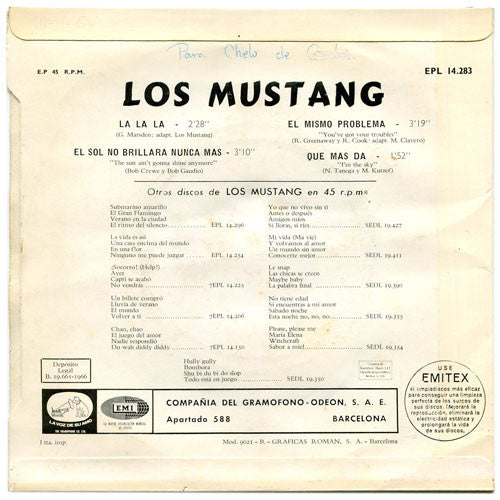 Para Chelo de
E.P 45 R.P.M.
EPL 14.283
LOS MUSTANG
LA LA LA - 2'28"
(G. Marsden: adapt. Los Mustang)
EL SOL NO BRILLARA NUNCA MAS - 3'10"
"The sun ain't gonna shine anymore"
(Bob Crewe y Bob Gaudio)
EL MISMO PROBLEMA - 3'19"
"You've got your troubles"
(R. Greenaway y R. Cook: adapt. M. Clavero)
QUE MAS DA - 1'52"
"I'm the sky"
(N. Tanega y M. Kutzef)
Otros discos de LOS MUSTANG en 45 r.p.m.
Submarino amarillo
El Gran Flamingo
Verano en la ciudad
El ritmo del silencio EPL 14.296
La vida es así
Una casa encima del mundo
En una flor
Ninguno me puede juzgar EPL 14.254
¡Socorro! (Help!)
Ayer
Capri se acabó
No vendrás EPL 14.225
Un billete compró
Lluvia de verano
El mundo
Volver a ti EPL 14.206
Chao, chao
El juego del amor
Nadie respondió
Do wah diddy diddy EPL 14.150
Yo que no vivo sin ti
Antes o después
Amigos míos
Si lloras, si ríes SEDL 19.427
Mi vida (Ma vie)
Y volvamos al amor
Un mundo sin amor
Conocerte mejor SEDL 19.411
Le snap
Las chicas se creen
Maybe baby
La palabra final SEDL 19.390
No tiene edad
Si encuentras a mi amor
Sábado noche
Esta noche no, no, no SEDL 19.355
Please, please me
María Elena
Witchcraft
Sabor a miel SEDL 19.354
Hully gully
Bombora
Shu bi du bi do slop
Todo está en juego SEDL 19.350
Depósito
Legal
B. 19.665-1966
LA VOZ DE SU AMO
EMI
COMPAÑIA DEL GRAMOFONO-ODEON, S. A. E.
Apartado 588 BARCELONA
USE
EMITEX
el limpiadiscos más eficaz
para conseguir una limpieza
perfecta de los surcos de
sus discos. Mejorará la
reproducción, eliminará la
electricidad estática y
prolongará la
vida de sus
discos.
I na. imp.
Mod. 9021 - R - GRAFICAS ROMAN, S. A. - Barcelona